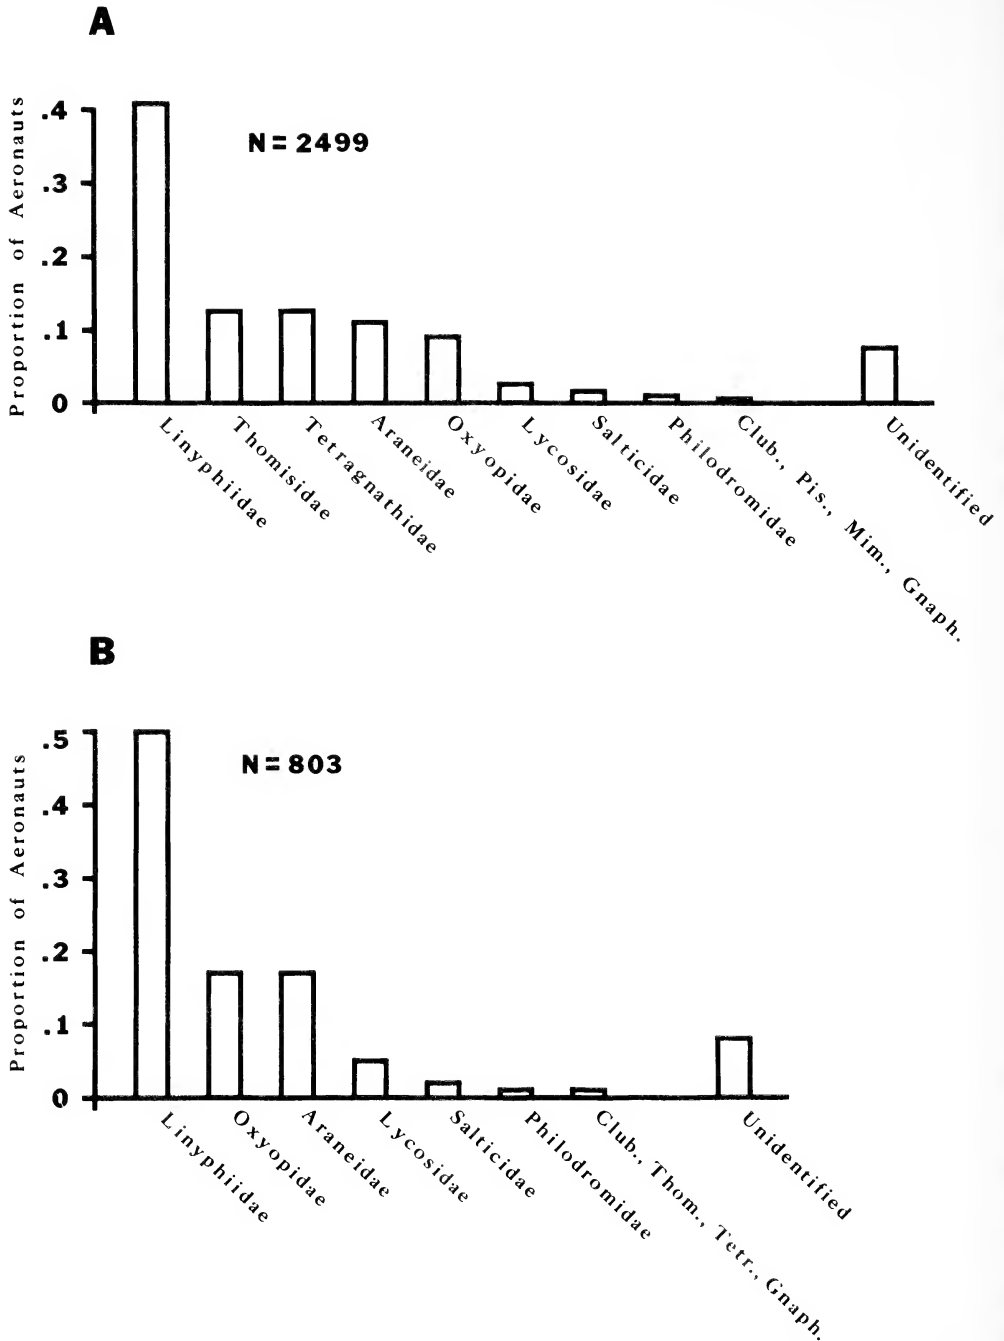 A
Proportion of Aeronauts
.4
.3
.2
.1
0
N = 2499
Linyphiidae
Thomisidae
Tetragnathidae
Araneidae
Oxyopidae
Lycosidae
Salticidae
Philodromidae
Club., Pis., Mim., Gnaph.
Unidentified
B
Proportion of Aeronauts
.5
.4
.3
.2
.1
0
N = 803
Linyphiidae
Oxyopidae
Araneidae
Lycosidae
Salticidae
Philodromidae
Club., Thom., Tetr., Gnaph.
Unidentified